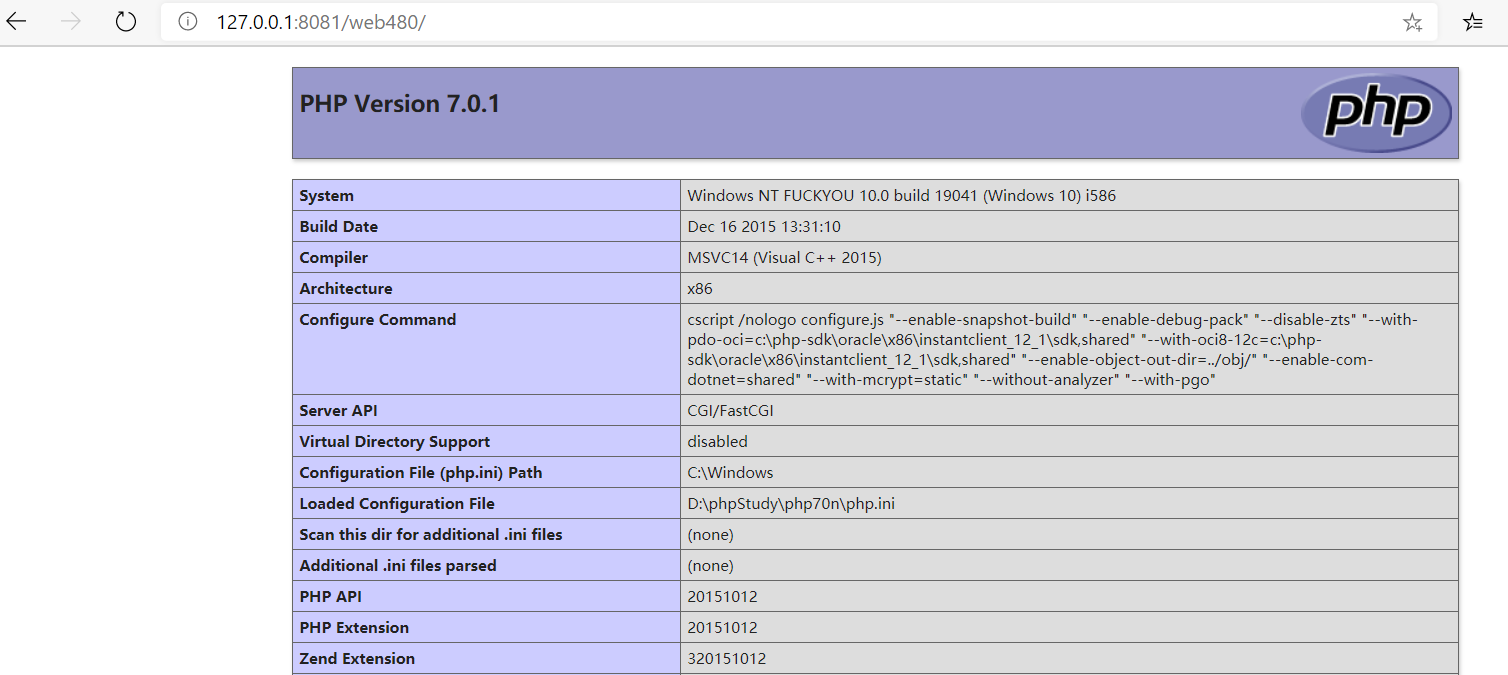 127.0.0.1:8081/web480/
PHP Version 7.0.1
php
System Windows NT FUCKYOU 10.0 build 19041 (Windows 10) i586
Build Date Dec 16 2015 13:31:10
Compiler MSVC14 (Visual C++ 2015)
Architecture x86
Configure Command cscript /nologo configure.js "--enable-snapshot-build" "--enable-debug-pack" "--disable-zts" "--with-
pdo-oci=c:\php-sdk\oracle\x86\instantclient_12_1\sdk,shared" "--with-oci8-12c=c:\php-
sdk\oracle\x86\instantclient_12_1\sdk,shared" "--enable-object-out-dir=../obj/" "--enable-com-
dotnet=shared" "--with-mcrypt=static" "--without-analyzer" "--with-pgo"
Server API CGI/FastCGI
Virtual Directory Support disabled
Configuration File (php.ini) Path C:\Windows
Loaded Configuration File D:\phpStudy\php70n\php.ini
Scan this dir for additional .ini files (none)
Additional .ini files parsed (none)
PHP API 20151012
PHP Extension 20151012
Zend Extension 320151012